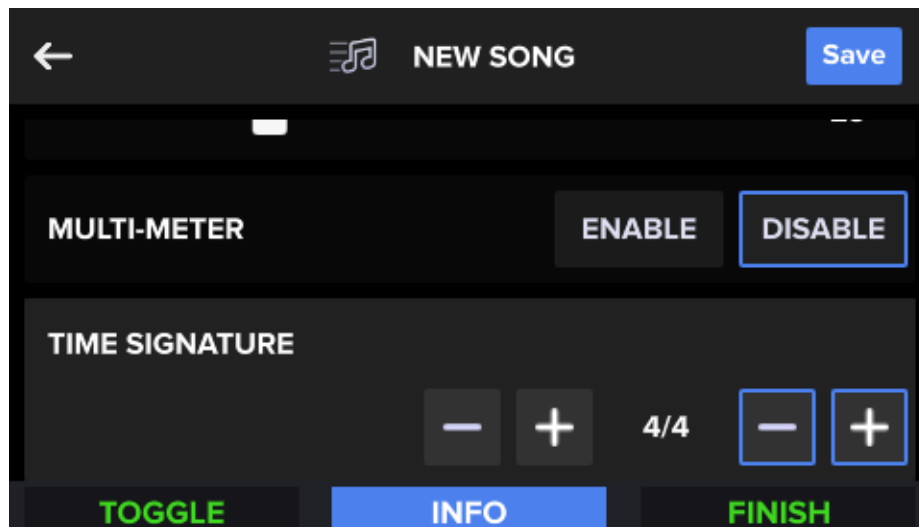 NEW SONG Save
MULTI-METER ENABLE DISABLE
TIME SIGNATURE
4/4
TOGGLE INFO FINISH